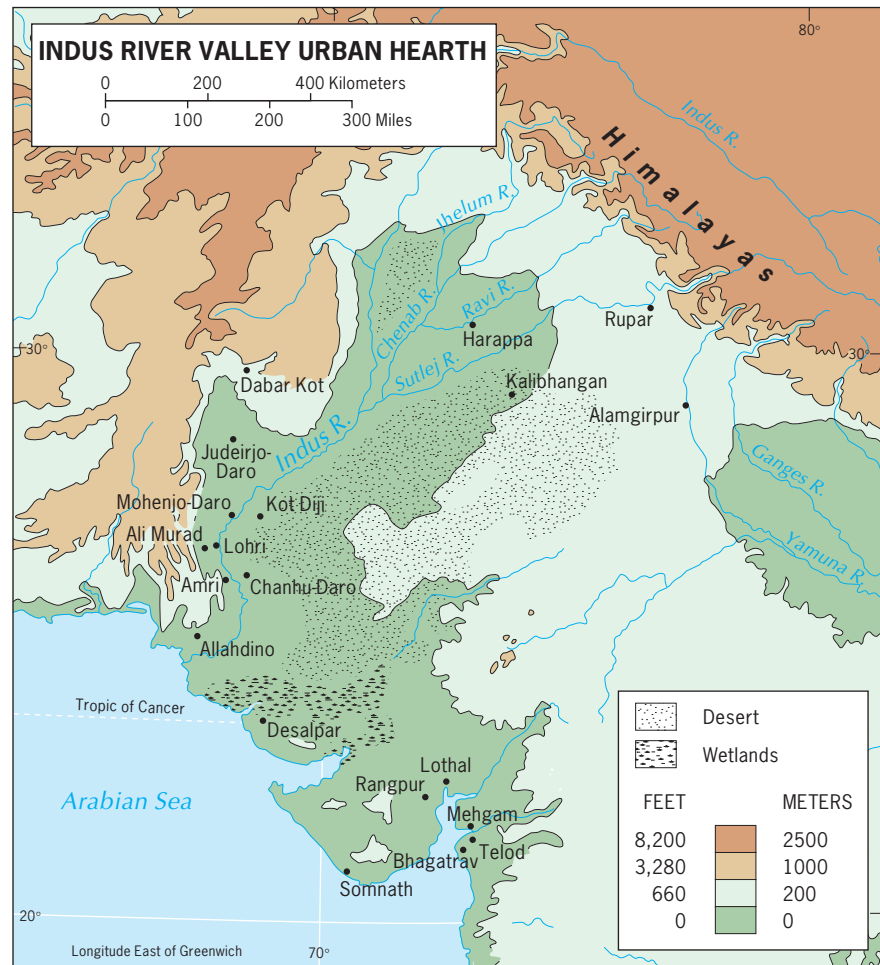 80°
INDUS RIVER VALLEY URBAN HEARTH
0 200 400 Kilometers
0 100 200 300 Miles
Indus R.
Himalayas
Jhelum R.
Chenab R.
Ravi R.
Harappa
Rupar
30°
30°
Sutlej R.
Dabar Kot
Kalibhangan
Alamgirpur
Indus R.
Judeirjo-
Daro
Ganges R.
Mohenjo-Daro
Kot Diji
Ali Murad
Lohri
Yamuna R.
Amri
Chanhu-Daro
Allahdino
Tropic of Cancer
Desalpar
Desert
Wetlands
Lothal
Rangpur
Arabian Sea
Mehgam
Telod
Bhagatrav
Somnath
FEET METERS
8,200 2500
3,280 1000
660 200
0 0
20°
Longitude East of Greenwich
70°